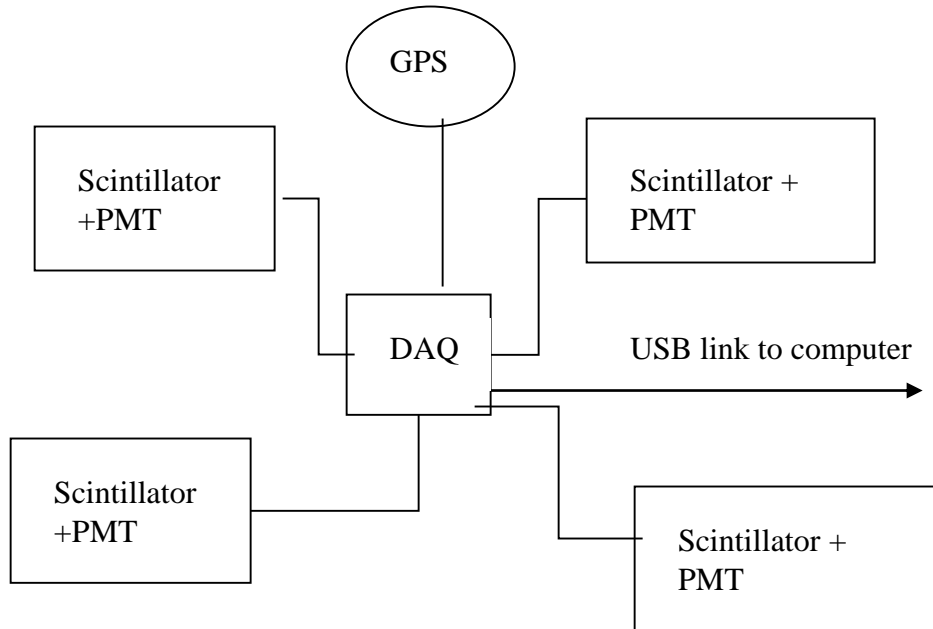 GPS
Scintillator
+PMT
Scintillator +
PMT
DAQ
USB link to computer
Scintillator
+PMT
Scintillator +
PMT